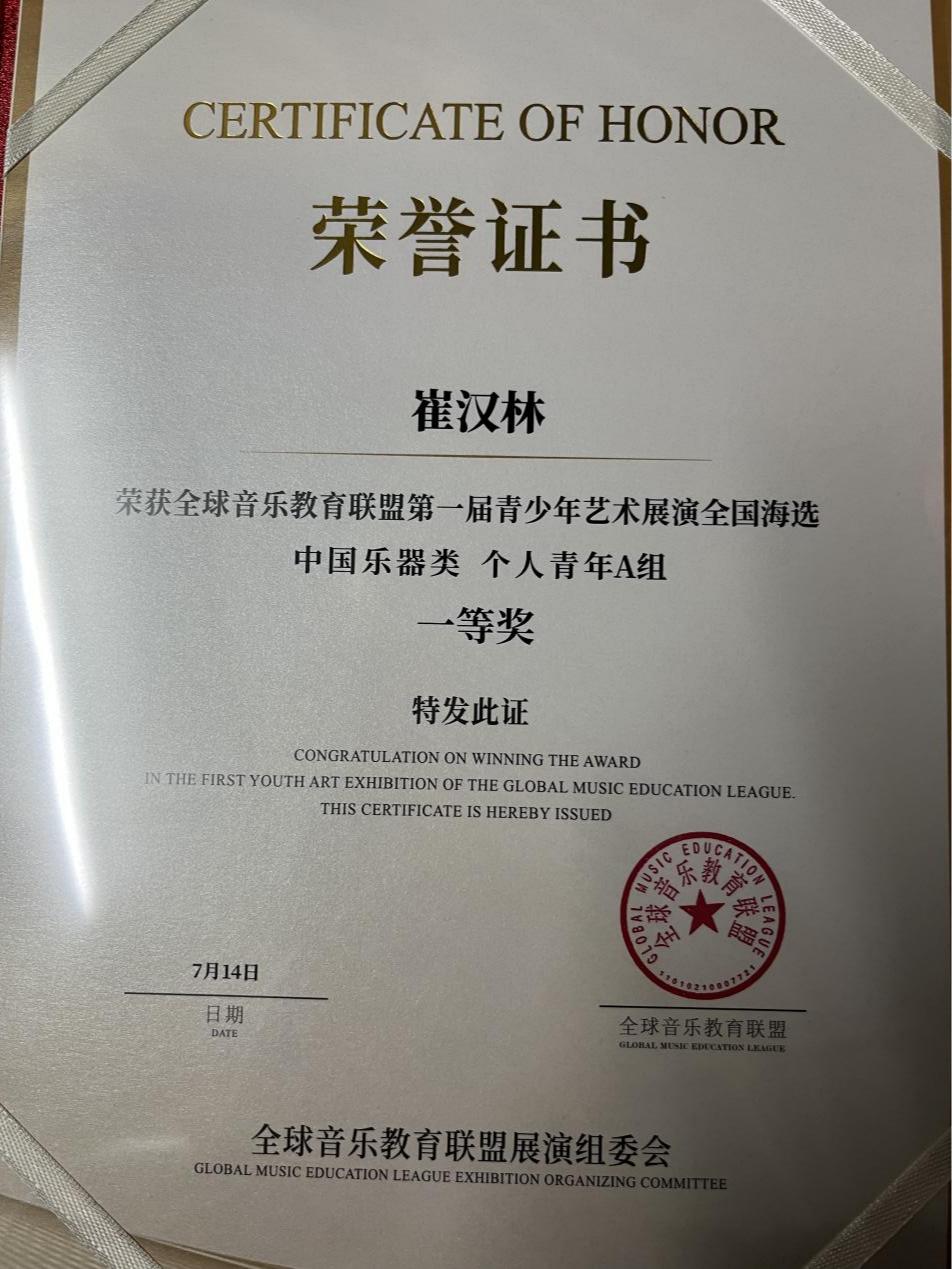 CERTIFICATE OF HONOR
荣誉证书
崔汉林
荣获全球音乐教育联盟第一届青少年艺术展演全国海选
中国乐器类 个人青年A组
一等奖
特发此证
CONGRATULATION ON WINNING THE AWARD
IN THE FIRST YOUTH ART EXHIBITION OF THE GLOBAL MUSIC EDUCATION LEAGUE.
THIS CERTIFICATE IS HEREBY ISSUED
GLOBAL MUSIC EDUCATION LEAGUE
全球音乐教育联盟
7月14日
日期
DATE
全球音乐教育联盟
GLOBAL MUSIC EDUCATION LEAGUE
全球音乐教育联盟展演组委会
GLOBAL MUSIC EDUCATION LEAGUE EXHIBITION ORGANIZING COMMITTEE